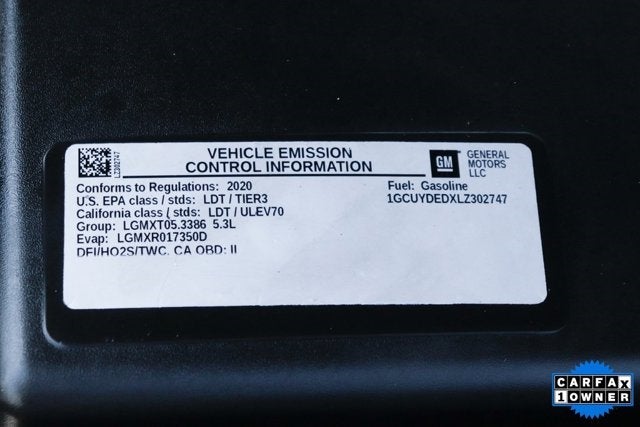 LZ302747
VEHICLE EMISSION
CONTROL INFORMATION
GM
GENERAL
MOTORS
LLC
Conforms to Regulations: 2020
U.S. EPA class / stds: LDT / TIER3
California class / stds: LDT / ULEV70
Group: LGMXT05.3386 5.3L
Evap: LGMXR017350D
DFI/HO2S/TWC, CA OBD: II
Fuel: Gasoline
1GCUYDEDXLZ302747
CARFAX
1 OWNER